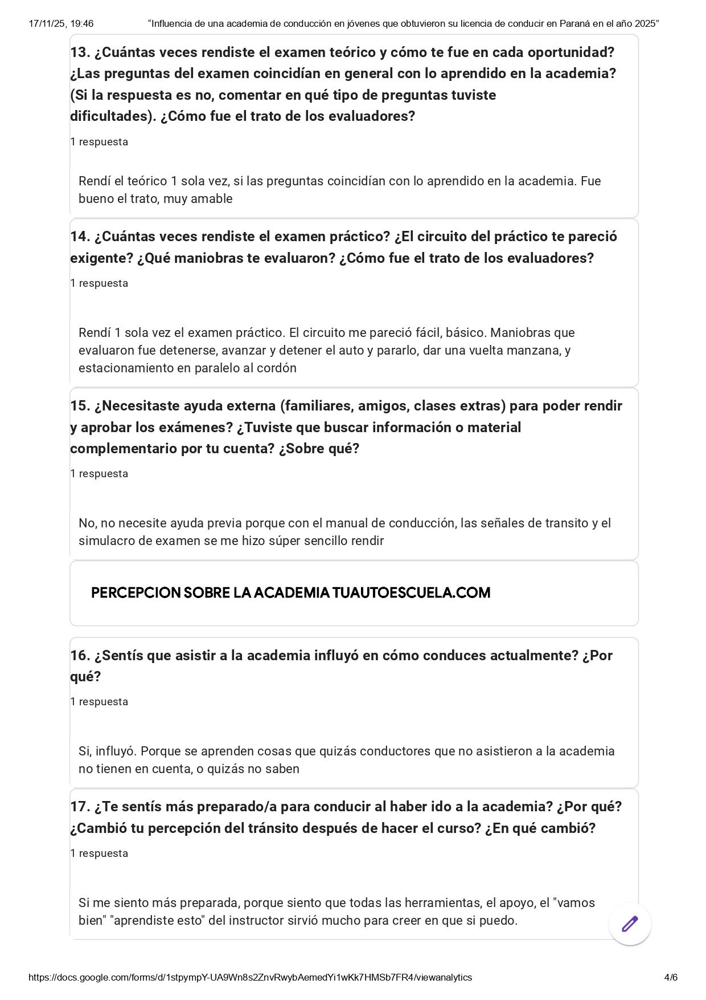 17/11/25, 19:46 “Influencia de una academia de conducción en jóvenes que obtuvieron su licencia de conducir en Paraná en el año 2025”
13. ¿Cuántas veces rendiste el examen teórico y cómo te fue en cada oportunidad?
¿Las preguntas del examen coincidían en general con lo aprendido en la academia?
(Si la respuesta es no, comentar en qué tipo de preguntas tuviste
dificultades). ¿Cómo fue el trato de los evaluadores?
1 respuesta
Rendí el teórico 1 sola vez, si las preguntas coincidían con lo aprendido en la academia. Fue
bueno el trato, muy amable
14. ¿Cuántas veces rendiste el examen práctico? ¿El circuito del práctico te pareció
exigente? ¿Qué maniobras te evaluaron? ¿Cómo fue el trato de los evaluadores?
1 respuesta
Rendí 1 sola vez el examen práctico. El circuito me pareció fácil, básico. Maniobras que
evaluaron fue detenerse, avanzar y detener el auto y pararlo, dar una vuelta manzana, y
estacionamiento en paralelo al cordón
15. ¿Necesitaste ayuda externa (familiares, amigos, clases extras) para poder rendir
y aprobar los exámenes? ¿Tuviste que buscar información o material
complementario por tu cuenta? ¿Sobre qué?
1 respuesta
No, no necesite ayuda previa porque con el manual de conducción, las señales de transito y el
simulacro de examen se me hizo súper sencillo rendir
PERCEPCION SOBRE LA ACADEMIA TUAUTOESCUELA.COM
16. ¿Sentís que asistir a la academia influyó en cómo conduces actualmente? ¿Por
qué?
1 respuesta
Si, influyó. Porque se aprenden cosas que quizás conductores que no asistieron a la academia
no tienen en cuenta, o quizás no saben
17. ¿Te sentís más preparado/a para conducir al haber ido a la academia? ¿Por qué?
¿Cambió tu percepción del tránsito después de hacer el curso? ¿En qué cambió?
1 respuesta
Si me siento más preparada, porque siento que todas las herramientas, el apoyo, el "vamos
bien" "aprendiste esto" del instructor sirvió mucho para creer en que si puedo.
https://docs.google.com/forms/d/1stpympY-UA9Wn8s2ZnvRwybAemedYi1wKk7HMSb7FR4/viewanalytics 4/6